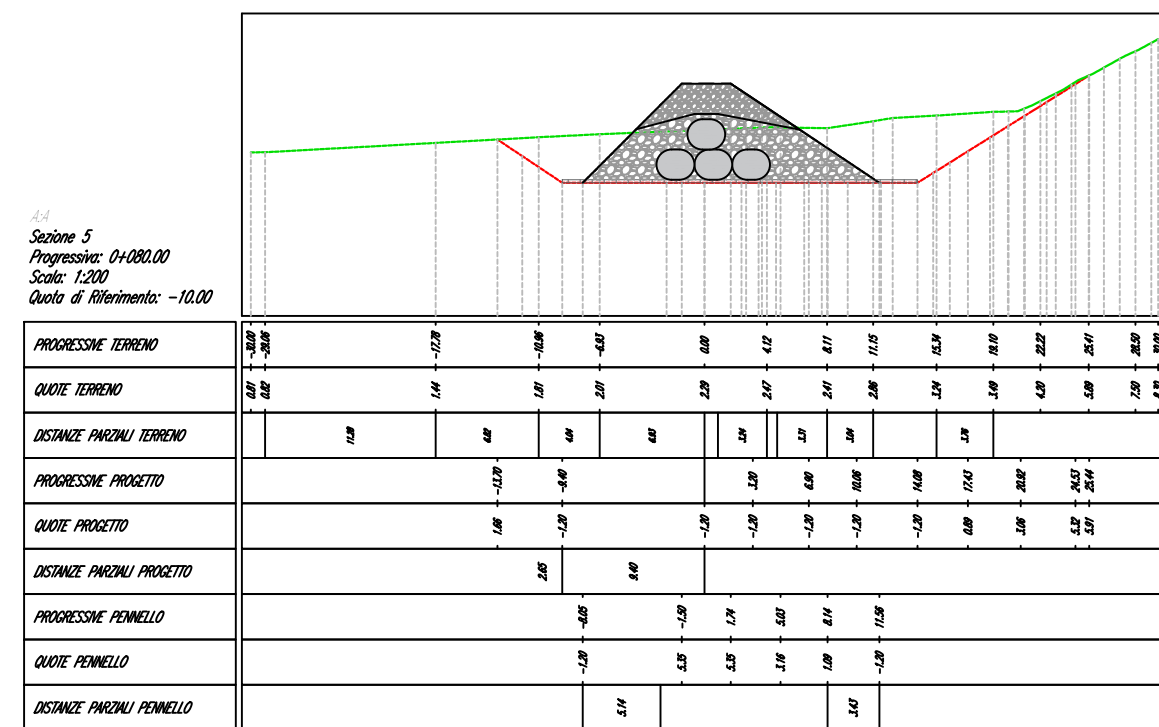 A:4
Sezione 5
Progressiva: 0+080.00
Scala: 1:200
Quota di Riferimento: -10.00
PROGRESSIVE TERRENO -30.00 -29.06 -17.78 -10.96 -6.93 0.00 4.12 8.11 11.15 15.34 19.10 22.22 25.41 28.50 30.00
QUOTE TERRENO 0.81 0.82 1.44 1.81 2.01 2.29 2.47 2.41 2.86 3.24 3.49 4.20 5.89 7.50
DISTANZE PARZIALI TERRENO 11.28 6.82 4.04 6.93 3.24 3.31 3.04 3.76
PROGRESSIVE PROGETTO -13.70 -9.40 3.20 6.90 10.06 14.08 17.43 20.92 24.53 25.44
QUOTE PROGETTO 1.66 -1.20 -1.20 -1.20 -1.20 -1.20 -1.20 0.89 3.06 5.32 5.91
DISTANZE PARZIALI PROGETTO 2.65 9.40
PROGRESSIVE PENNELLO -8.05 -1.50 1.74 5.03 8.14 11.56
QUOTE PENNELLO -1.20 5.35 5.35 3.16 1.09 -1.20
DISTANZE PARZIALI PENNELLO 5.14 3.43